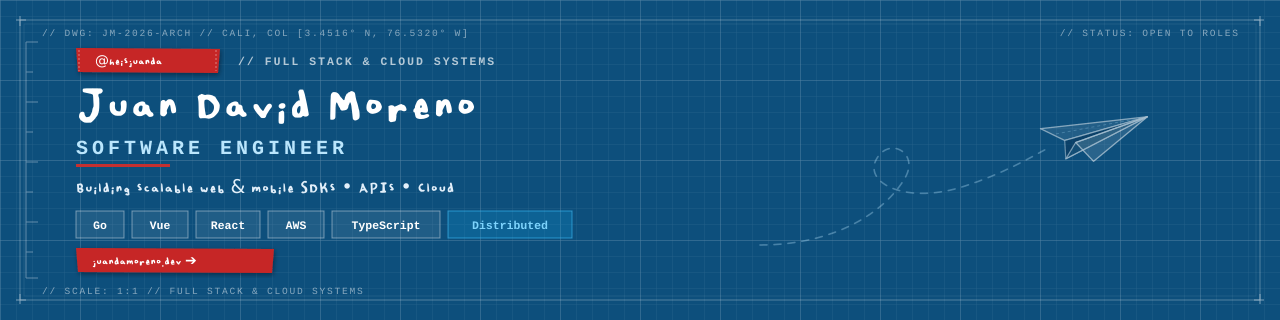 // DWG: JM-2026-ARCH // CALI, COL [3.4516° N, 76.5320° W]
// STATUS: OPEN TO ROLES
@heisjuanda
// FULL STACK & CLOUD SYSTEMS
Juan David Moreno
SOFTWARE ENGINEER
Building scalable web & mobile SDKs • APIs • Cloud
Go Vue React AWS TypeScript Distributed
juandamoreno.dev ➔
// SCALE: 1:1 // FULL STACK & CLOUD SYSTEMS